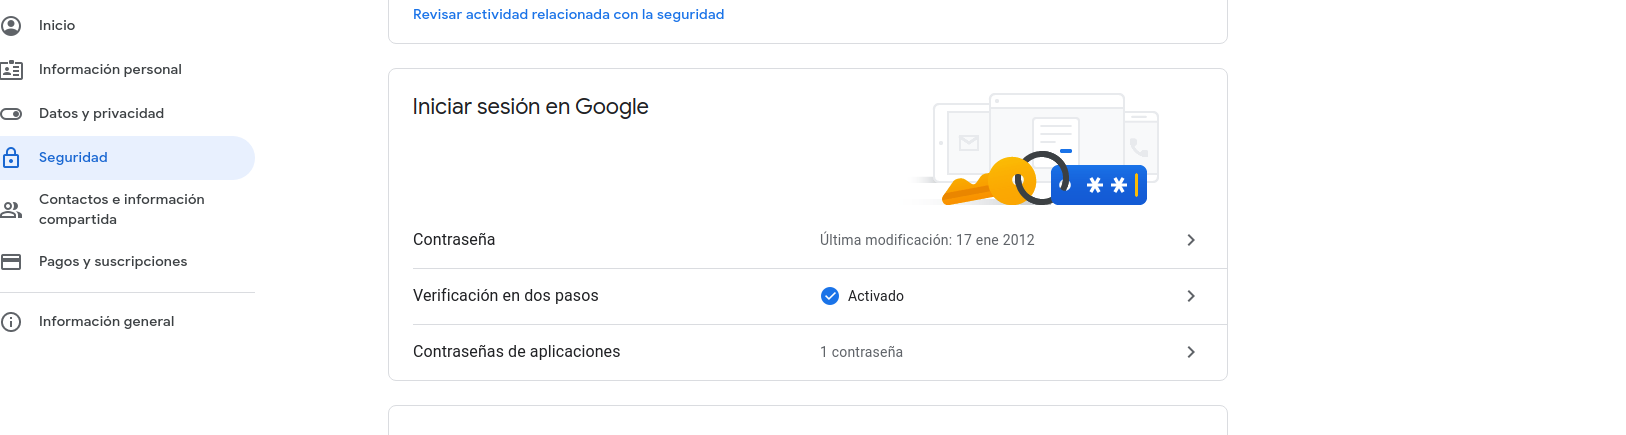 Inicio
Información personal
Datos y privacidad
Seguridad
Contactos e información
compartida
Pagos y suscripciones
Información general
Revisar actividad relacionada con la seguridad
Iniciar sesión en Google
Contraseña
Última modificación: 17 ene 2012
Verificación en dos pasos
Activado
Contraseñas de aplicaciones
1 contraseña